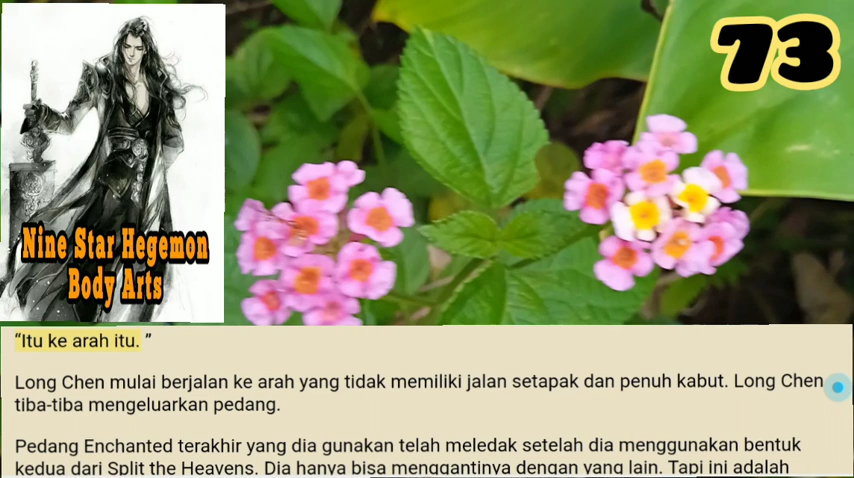 73
Nine Star Hegemon
Body Arts
“Itu ke arah itu. ”
Long Chen mulai berjalan ke arah yang tidak memiliki jalan setapak dan penuh kabut. Long Chen
tiba-tiba mengeluarkan pedang.
Pedang Enchanted terakhir yang dia gunakan telah meledak setelah dia menggunakan bentuk
kedua dari Split the Heavens. Dia hanya bisa menggantinya dengan yang lain. Tapi ini adalah